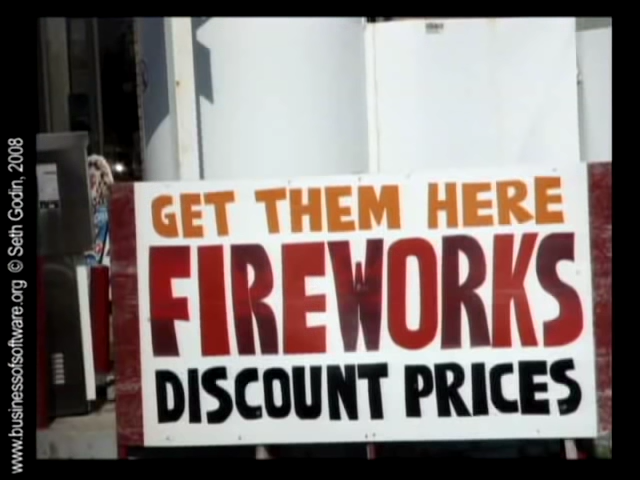 GET THEM HERE
FIREWORKS
DISCOUNT PRICES
www.businessofsoftware.org © Seth Godin, 2008